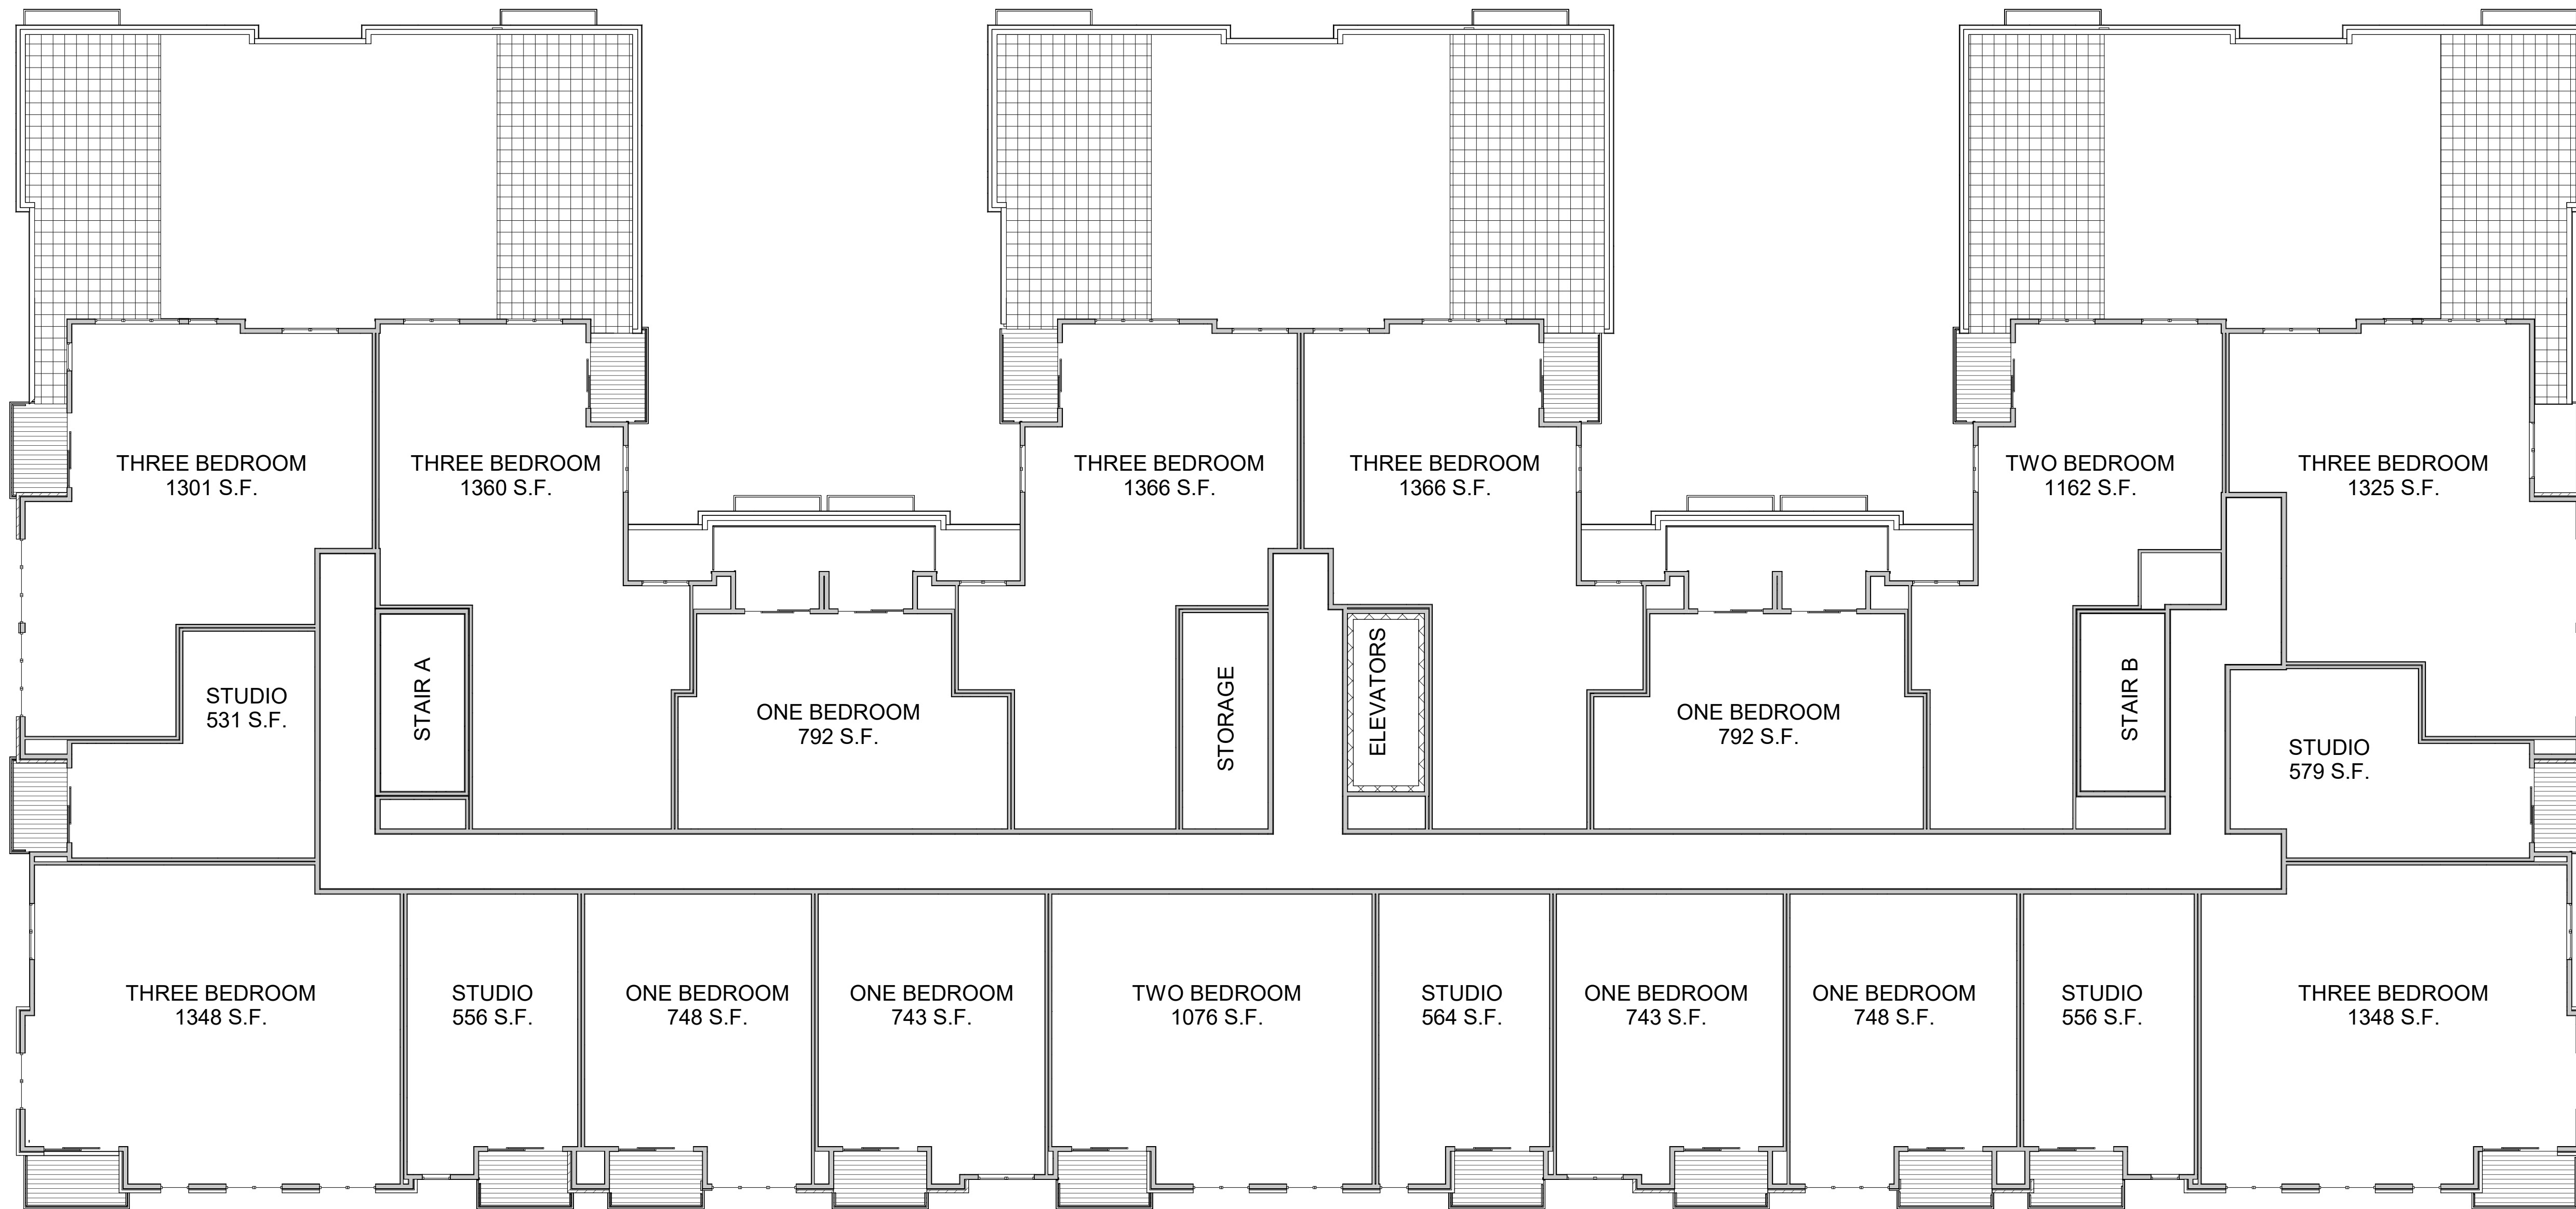 THREE BEDROOM
1301 S.F.
THREE BEDROOM
1360 S.F.
THREE BEDROOM
1366 S.F.
THREE BEDROOM
1366 S.F.
TWO BEDROOM
1162 S.F.
THREE BEDROOM
1325 S.F.
STUDIO
531 S.F.
STAIR A
ONE BEDROOM
792 S.F.
STORAGE
ELEVATORS
ONE BEDROOM
792 S.F.
STAIR B
STUDIO
579 S.F.
THREE BEDROOM
1348 S.F.
STUDIO
556 S.F.
ONE BEDROOM
748 S.F.
ONE BEDROOM
743 S.F.
TWO BEDROOM
1076 S.F.
STUDIO
564 S.F.
ONE BEDROOM
743 S.F.
ONE BEDROOM
748 S.F.
STUDIO
556 S.F.
THREE BEDROOM
1348 S.F.